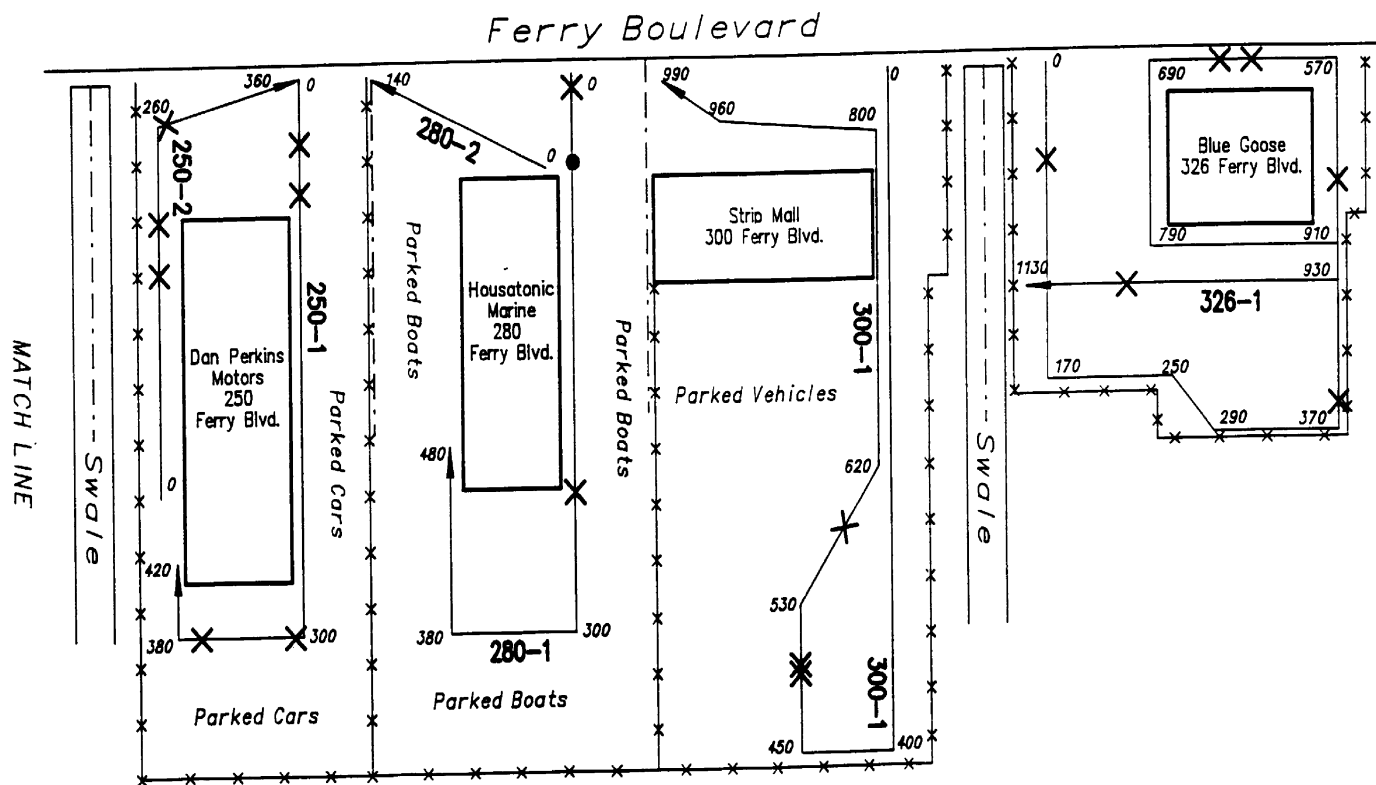 Ferry Boulevard
MATCH LINE
Swale
260
360
0
250-2
250-1
Dan Perkins
Motors
250
Ferry Blvd.
0
420
380
300
Parked Cars
Parked Cars
140
280-2
0
0
Parked Boats
Housatonic
Marine
280
Ferry Blvd.
480
380
300
280-1
Parked Boats
Parked Boats
990
960
800
0
Strip Mall
300 Ferry Blvd.
300-1
Parked Vehicles
620
530
300-1
450
400
Swale
0
690
570
Blue Goose
326 Ferry Blvd.
790
910
1130
930
326-1
170
250
290
370